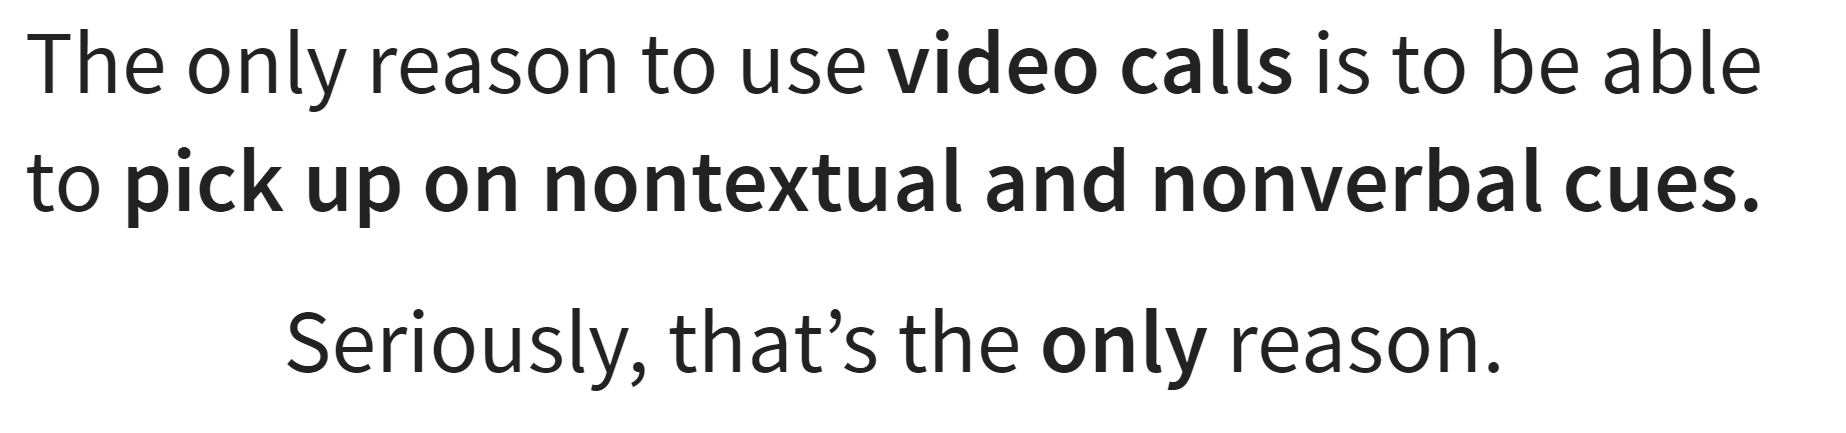 The only reason to use video calls is to be able
to pick up on nontextual and nonverbal cues.
Seriously, that’s the only reason.